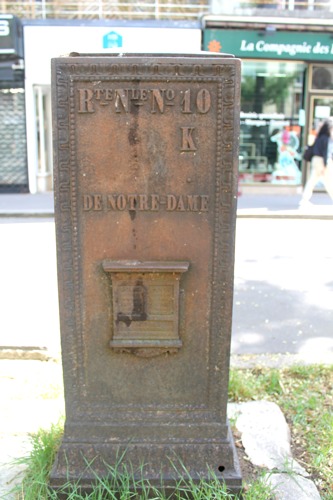 La Compagnie des
Rᵗᵉ Nᴸᴱ Nº 10
K
DE NOTRE-DAME